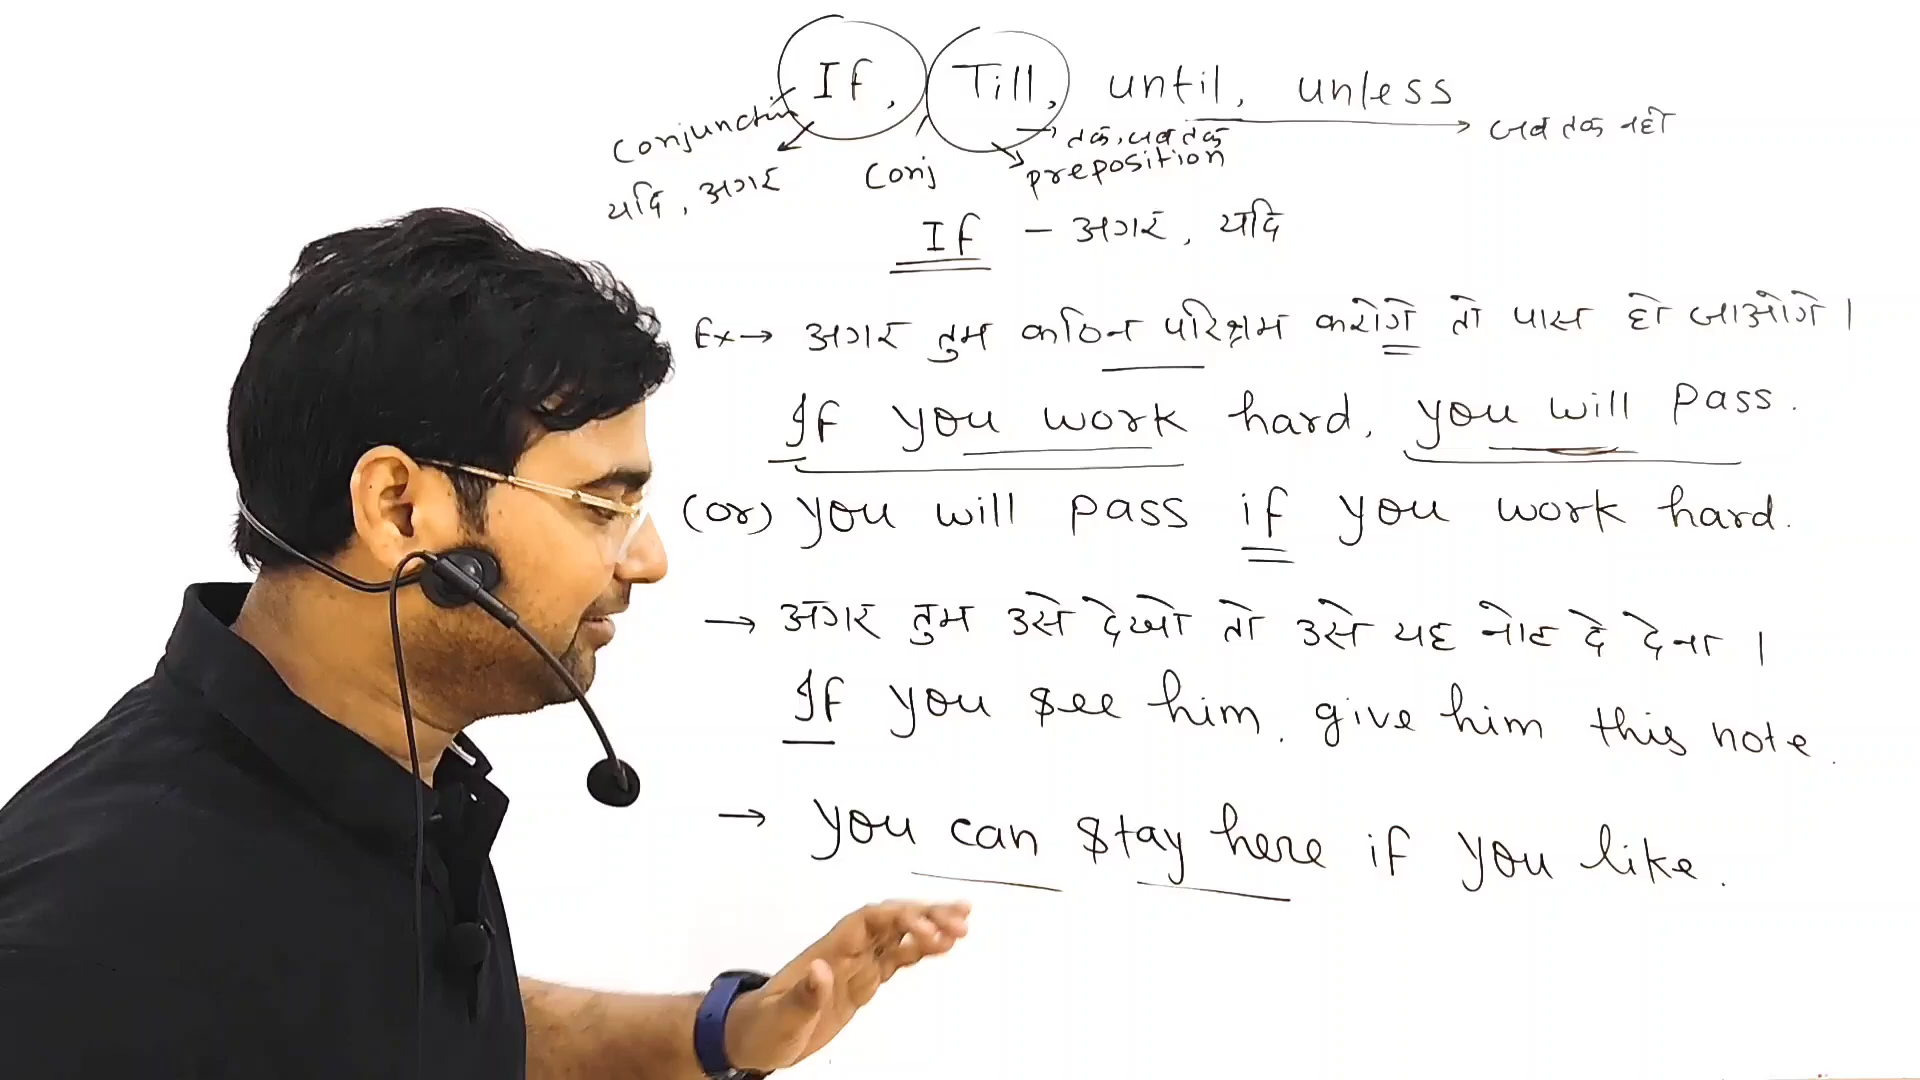 If, Till, until, unless
Conjunction
तक, जब तक
जब तक नहीं
यदि, अगर
Conj
preposition
If - अगर, यदि
Ex→ अगर तुम कठिन परिश्रम करोगे तो पास हो जाओगे।
If you work hard, you will pass.
(or) you will pass if you work hard.
→ अगर तुम उसे देखो तो उसे यह नोट दे देना।
If you see him, give him this note.
→ you can stay here if you like.